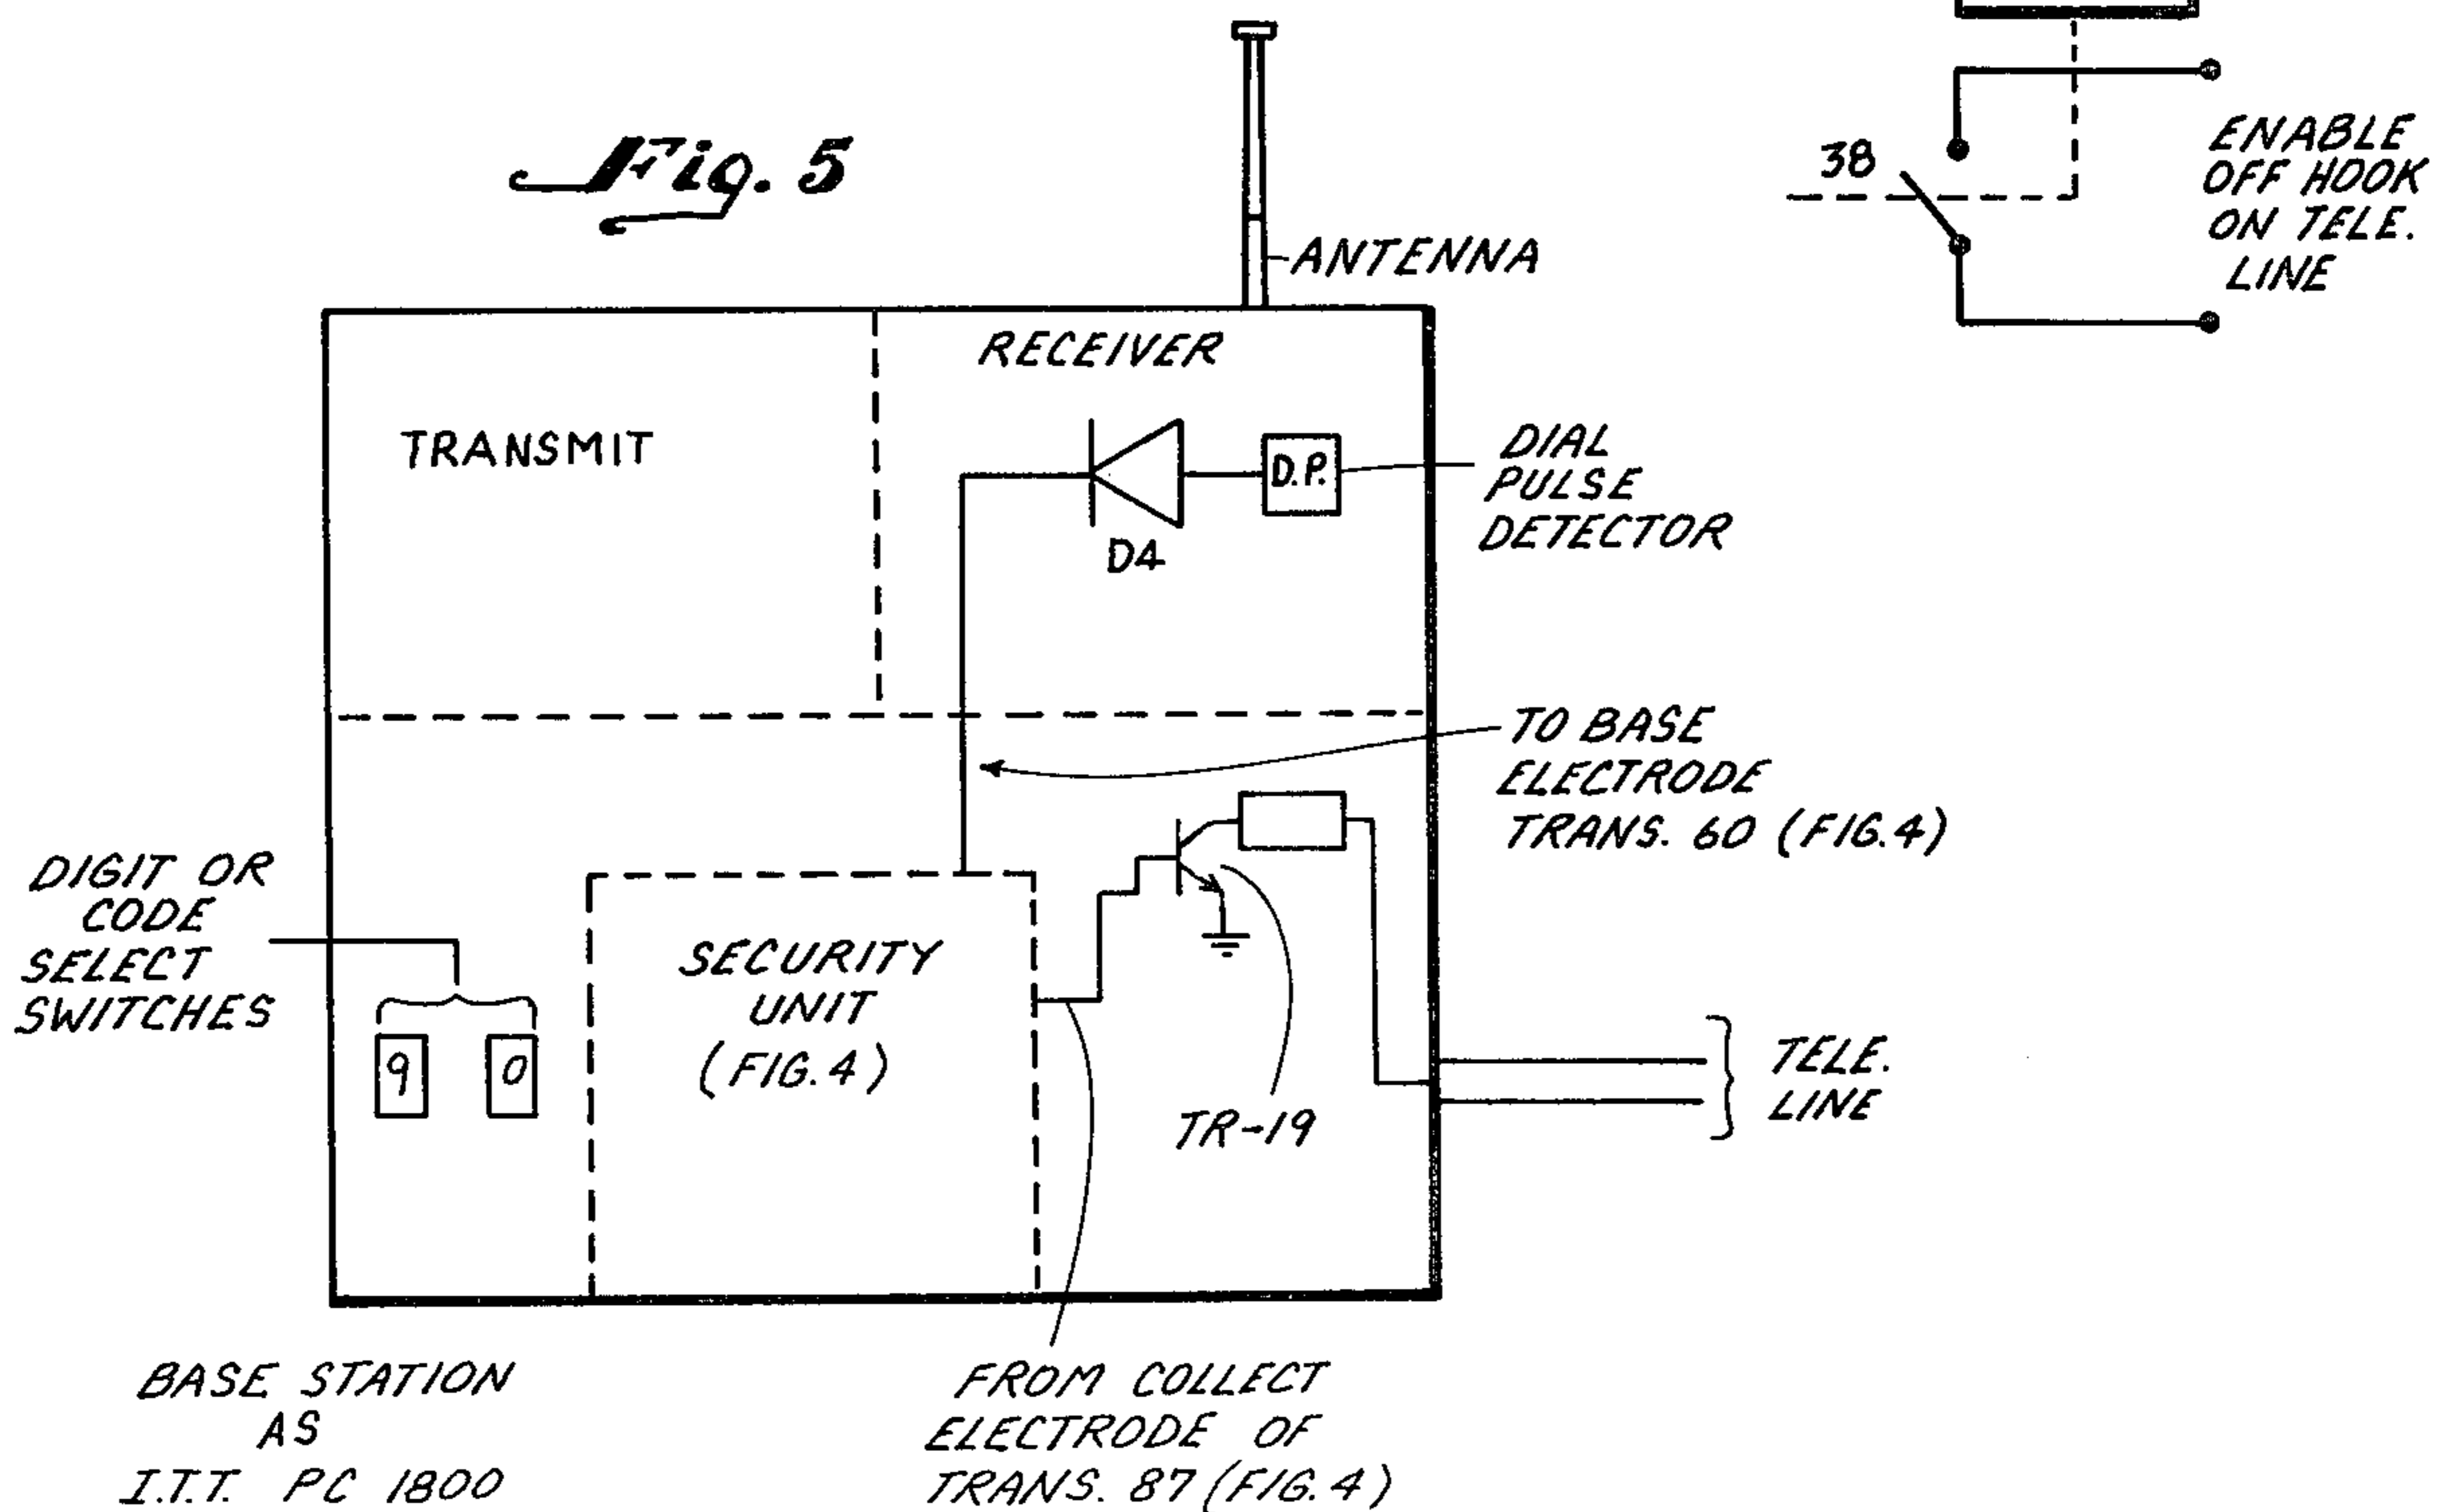 Fig. 5
38
ENABLE
OFF HOOK
ON TELE.
LINE
ANTENNA
RECEIVER
TRANSMIT
D.P.
D4
DIAL
PULSE
DETECTOR
TO BASE
ELECTRODE
TRANS. 60 (FIG.4)
DIGIT OR
CODE
SELECT
SWITCHES
9 0
SECURITY
UNIT
(FIG.4)
TR-19
TELE.
LINE
BASE STATION
AS
I.T.T. PC 1800
FROM COLLECT
ELECTRODE OF
TRANS. 87 (FIG.4)